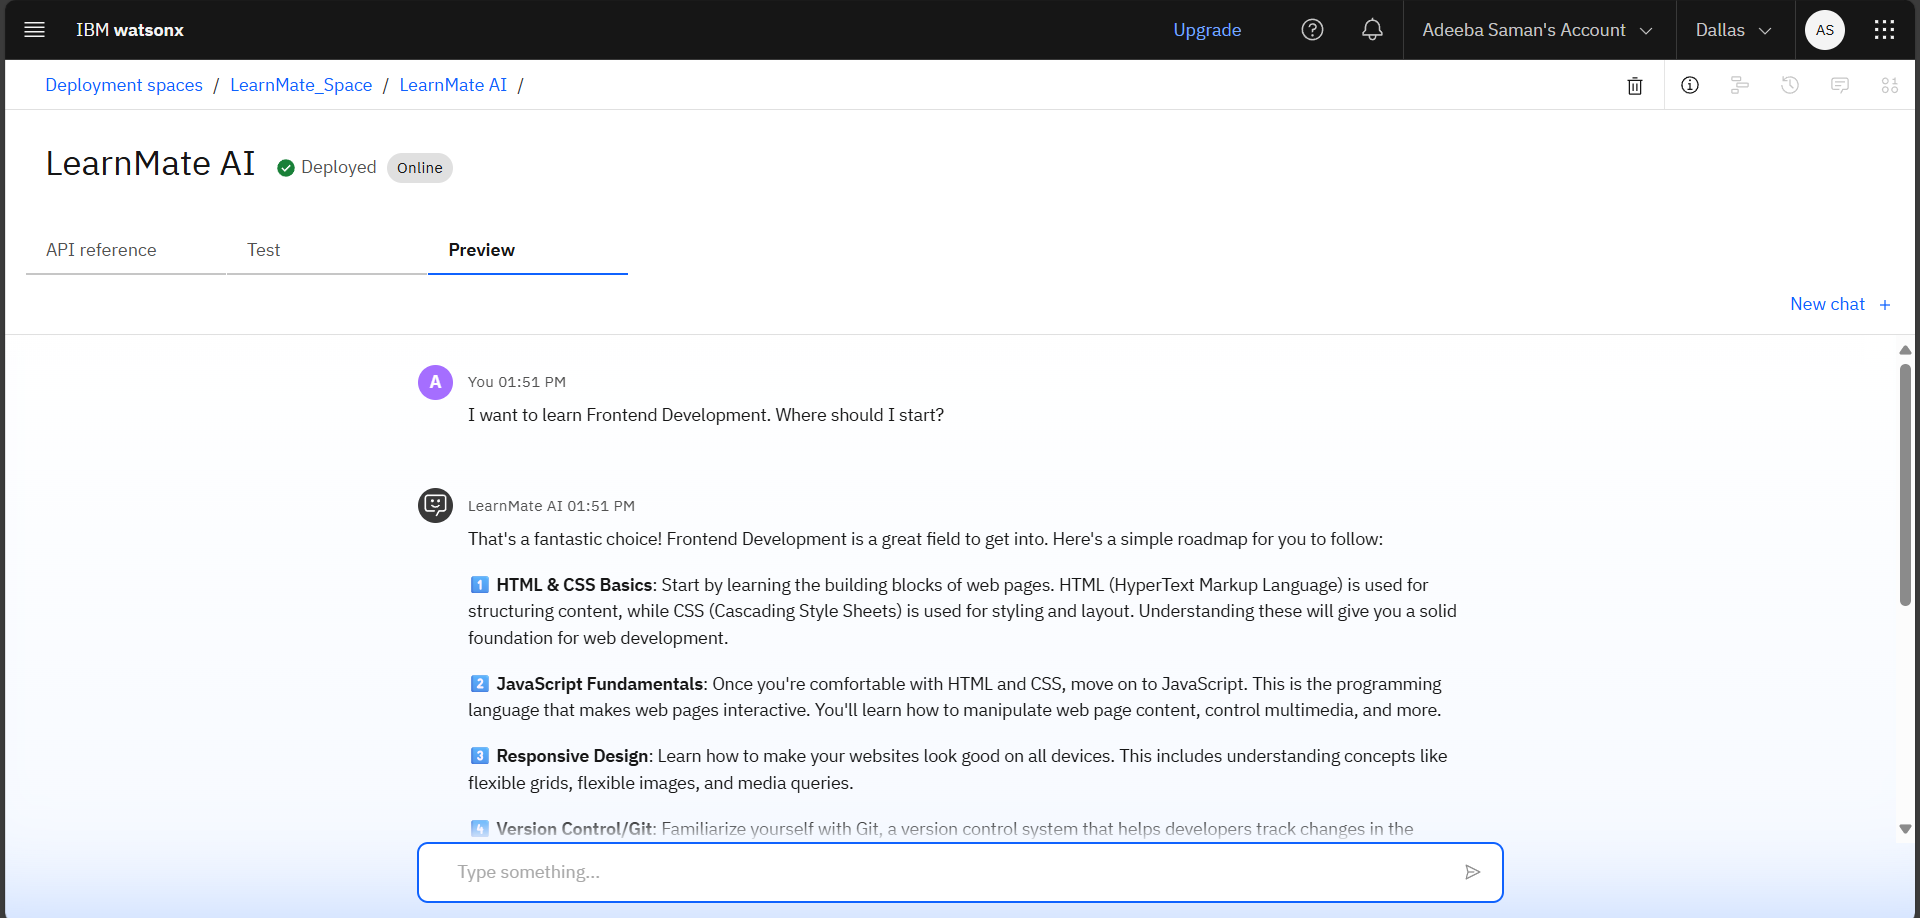 IBM watsonx
Upgrade
Adeeba Saman's Account
Dallas
AS
Deployment spaces / LearnMate_Space / LearnMate AI /
LearnMate AI
Deployed
Online
API reference
Test
Preview
New chat +
A
You 01:51 PM
I want to learn Frontend Development. Where should I start?
LearnMate AI 01:51 PM
That's a fantastic choice! Frontend Development is a great field to get into. Here's a simple roadmap for you to follow:
1️⃣ HTML & CSS Basics: Start by learning the building blocks of web pages. HTML (HyperText Markup Language) is used for
structuring content, while CSS (Cascading Style Sheets) is used for styling and layout. Understanding these will give you a solid
foundation for web development.
2️⃣ JavaScript Fundamentals: Once you're comfortable with HTML and CSS, move on to JavaScript. This is the programming
language that makes web pages interactive. You'll learn how to manipulate web page content, control multimedia, and more.
3️⃣ Responsive Design: Learn how to make your websites look good on all devices. This includes understanding concepts like
flexible grids, flexible images, and media queries.
4️⃣ Version Control/Git: Familiarize yourself with Git, a version control system that helps developers track changes in the
Type something...